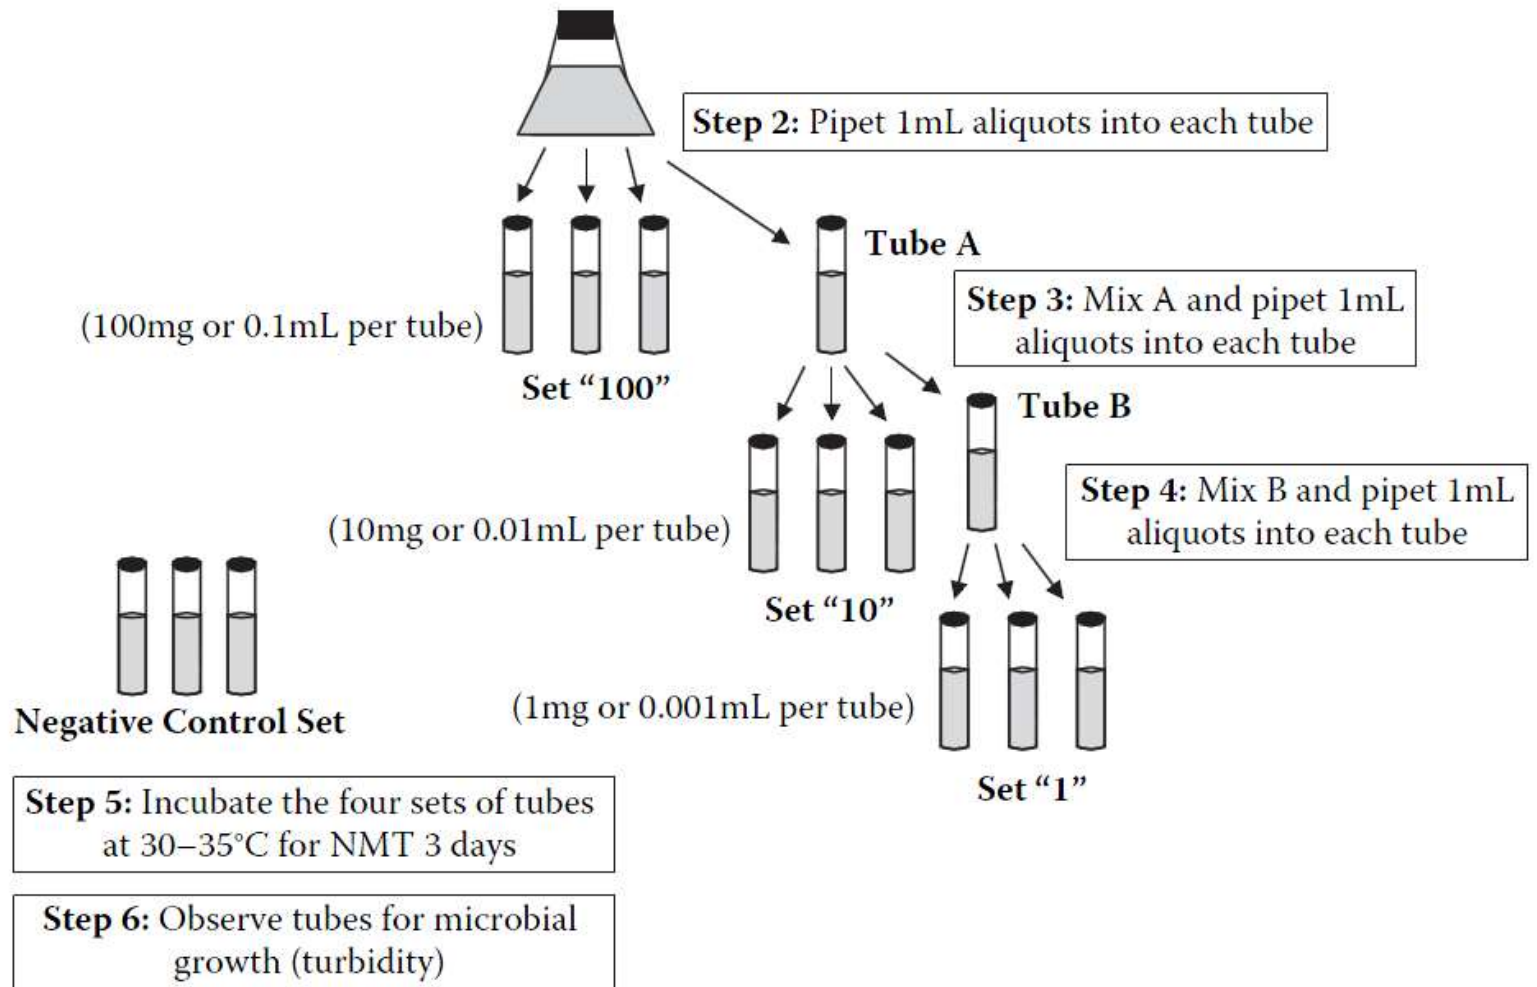 Step 2: Pipet 1mL aliquots into each tube
Tube A
Step 3: Mix A and pipet 1mL
aliquots into each tube
(100mg or 0.1mL per tube)
Set “100”
Tube B
Step 4: Mix B and pipet 1mL
aliquots into each tube
(10mg or 0.01mL per tube)
Set “10”
(1mg or 0.001mL per tube)
Negative Control Set
Set “1”
Step 5: Incubate the four sets of tubes
at 30–35°C for NMT 3 days
Step 6: Observe tubes for microbial
growth (turbidity)